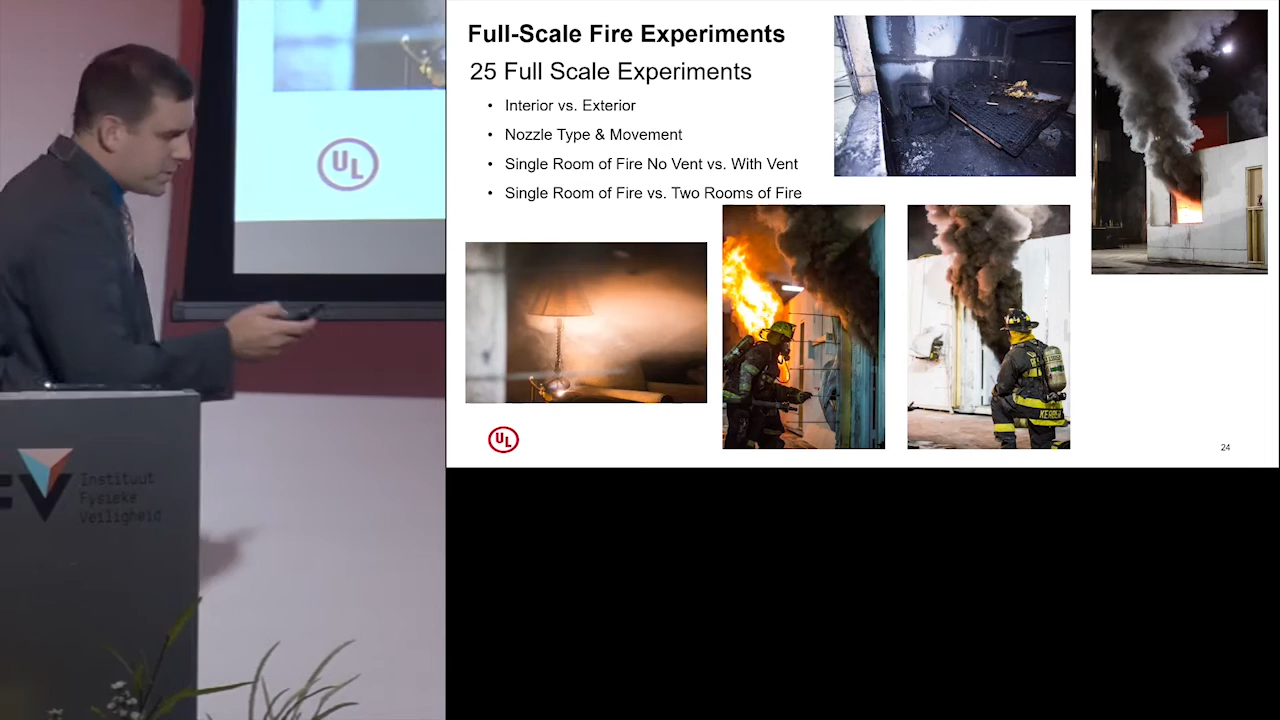 UL
Instituut
Fysieke
Veiligheid
Full-Scale Fire Experiments
25 Full Scale Experiments
• Interior vs. Exterior
• Nozzle Type & Movement
• Single Room of Fire No Vent vs. With Vent
• Single Room of Fire vs. Two Rooms of Fire
UL
24